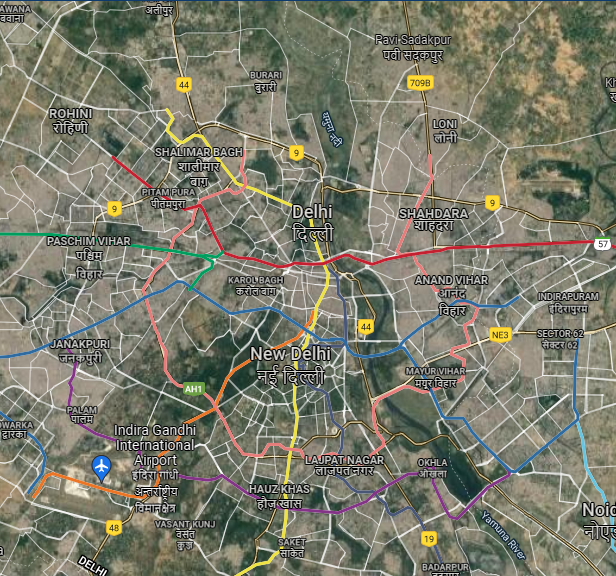 AWANA
बवाना
अलीपुर
Pavi Sadakpur
पवी सदकपुर
44
BURARI
बुरारी
709B
ROHINI
रोहिणी
यमुना नदी
LONI
लोनी
SHALIMAR BAGH
शालीमार
बाग
9
PITAM PURA
पीतमपुरा
9
9
Delhi
दिल्ली
SHAHDARA
शाहदरा
57
PASCHIM VIHAR
पश्चिम
विहार
KAROL BAGH
करोल बाग
ANAND VIHAR
आनंद
विहार
INDIRAPURAM
इंदिरापुरम
44
NE3
SECTOR 62
सेक्टर 62
JANAKPURI
जनकपुरी
New Delhi
नई दिल्ली
MAYUR VIHAR
मयूर विहार
AH1
PALAM
पालम
OWARKA
द्वारका
Indira Gandhi
International
Airport
इंदिरा गांधी
अंतर्राष्ट्रीय
विमानक्षेत्र
LAJPAT NAGAR
लाजपत नगर
OKHLA
ओखला
HAUZ KHAS
हौज़ खास
Noid
नोएड
48
VASANT KUNJ
वसंत
कुंज
SAKET
साकेत
19
Yamuna River
DELHI
BADARPUR